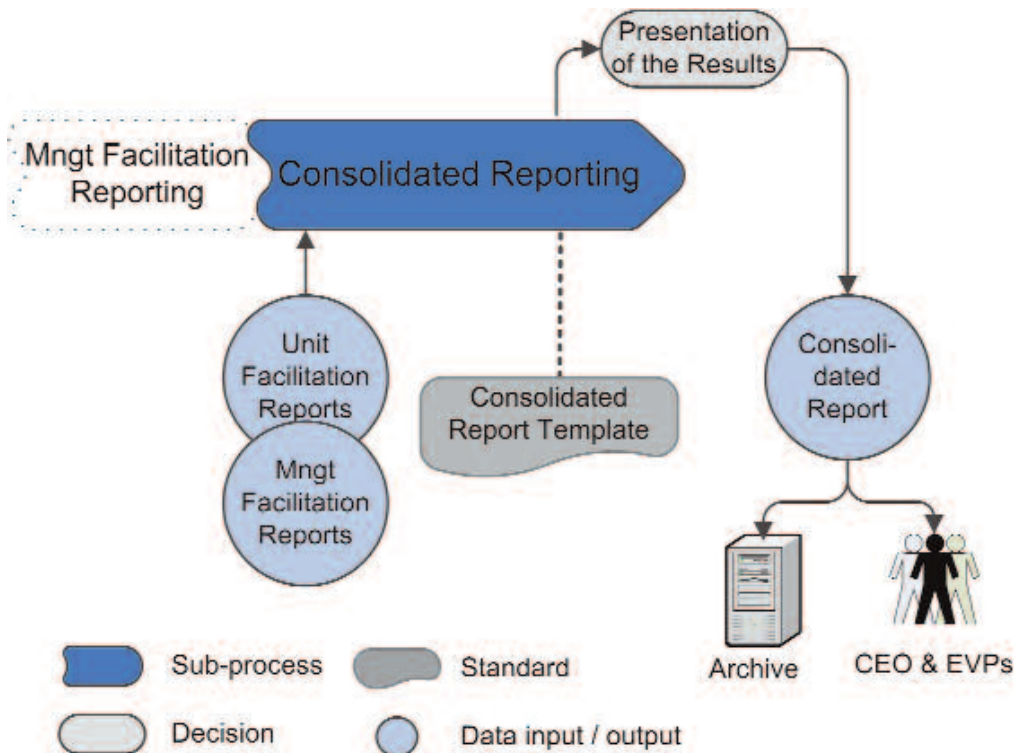 Presentation
of the Results
Mngt Facilitation
Reporting
Consolidated Reporting
Unit
Facilitation
Reports
Mngt
Facilitation
Reports
Consolidated
Report Template
Consoli-
dated
Report
Archive
CEO & EVPs
Sub-process
Standard
Decision
Data input / output